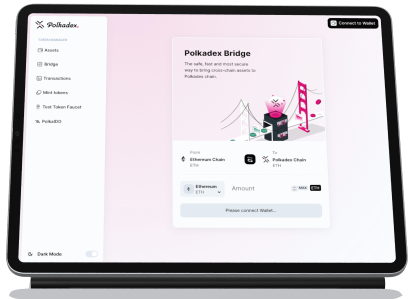 Polkadex.
Connect to Wallet
Assets
Bridge
Transactions
Mint tokens
Test Token Faucet
PolkaIDO
Dark Mode
Polkadex Bridge
The safe, fast and most secure
way to bring cross-chain assets to
Polkadex chain.
From
Ethereum Chain
ETH
To
Polkadex Chain
ETH
Ethereum
ETH
Amount
MAX
ETH
Please connect Wallet...